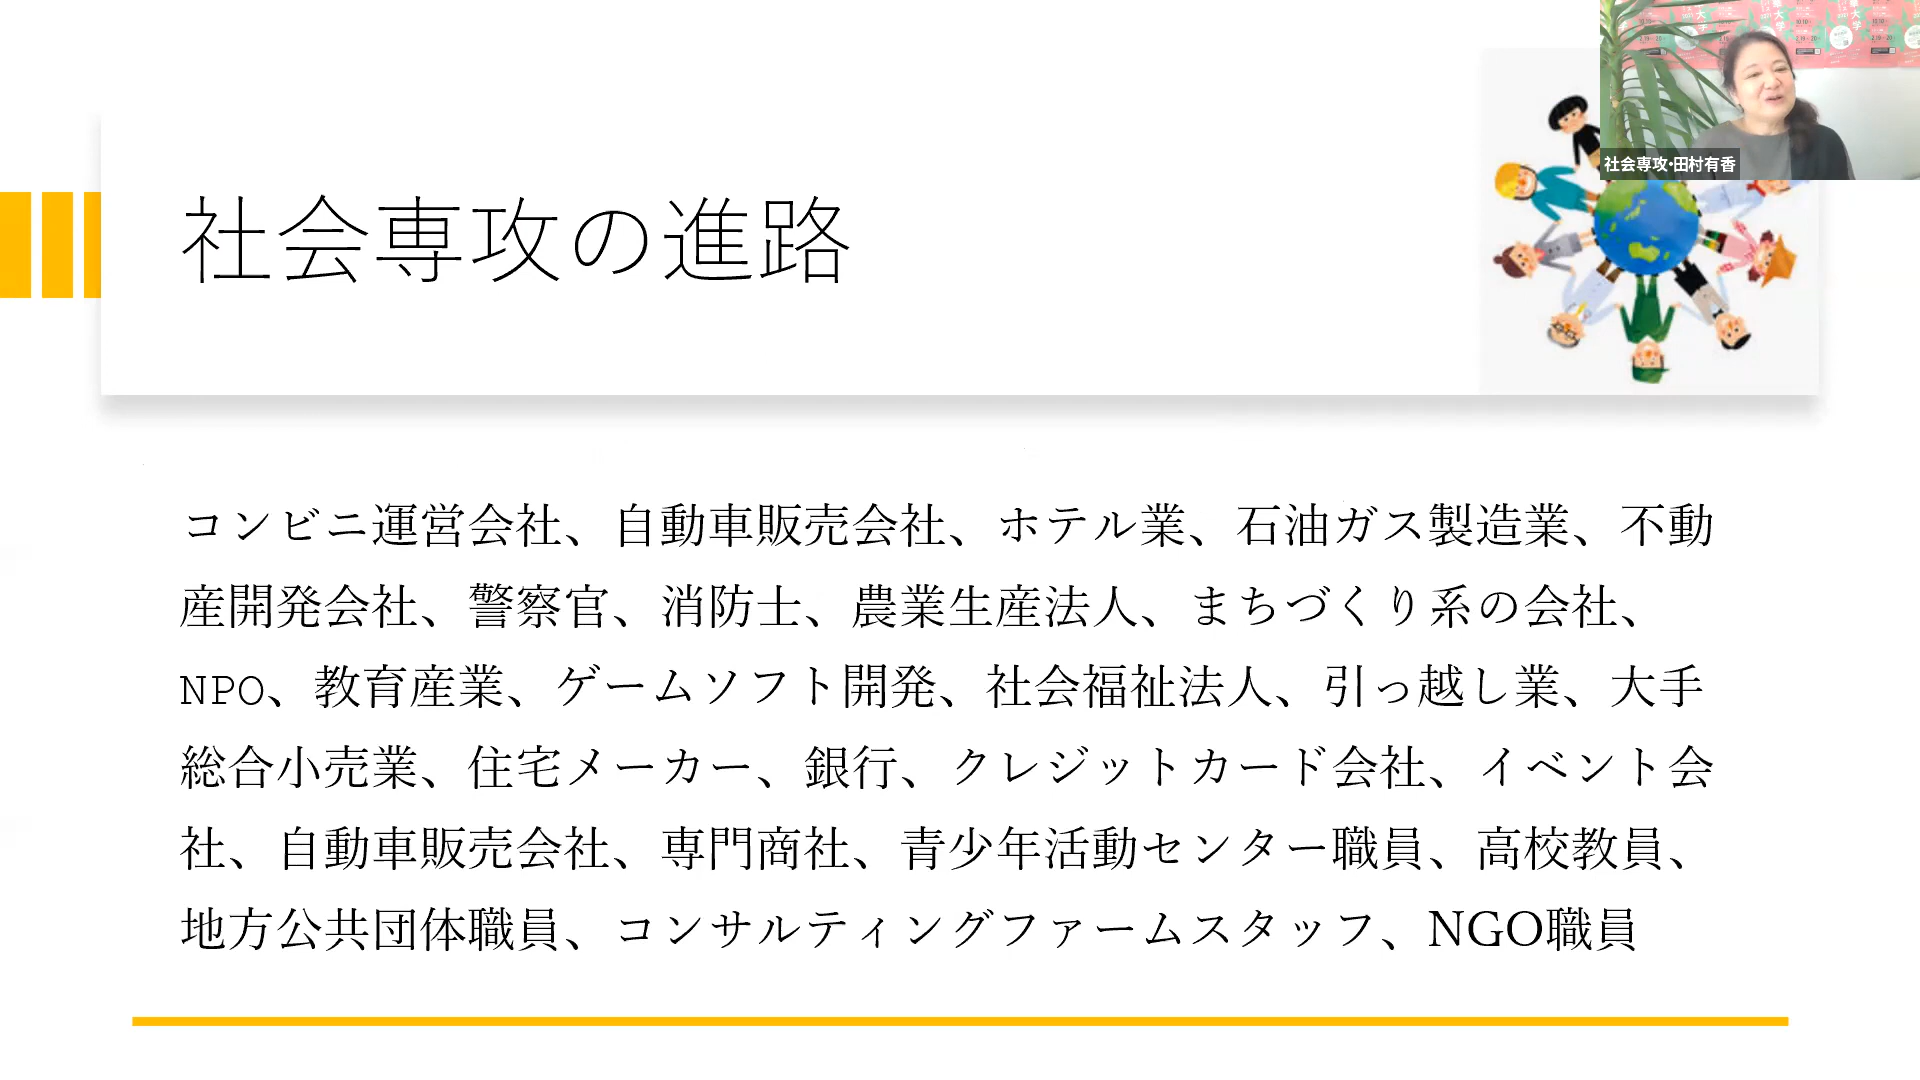 社会専攻・田村有香
社会専攻の進路
コンビニ運営会社、自動車販売会社、ホテル業、石油ガス製造業、不動
産開発会社、警察官、消防士、農業生産法人、まちづくり系の会社、
NPO、教育産業、ゲームソフト開発、社会福祉法人、引っ越し業、大手
総合小売業、住宅メーカー、銀行、クレジットカード会社、イベント会
社、自動車販売会社、専門商社、青少年活動センター職員、高校教員、
地方公共団体職員、コンサルティングファームスタッフ、NGO職員